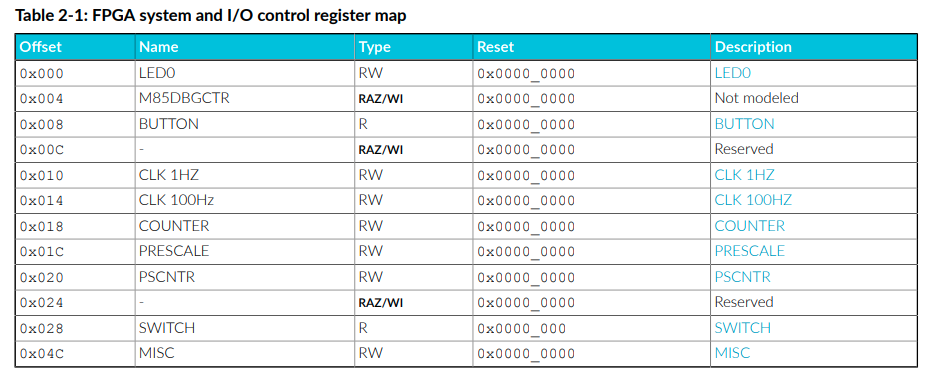 Table 2-1: FPGA system and I/O control register map
Offset Name Type Reset Description
0x000 LED0 RW 0x0000_0000 LED0
0x004 M85DBGCTR RAZ/WI 0x0000_0000 Not modeled
0x008 BUTTON R 0x0000_0000 BUTTON
0x00C - RAZ/WI 0x0000_0000 Reserved
0x010 CLK 1HZ RW 0x0000_0000 CLK 1HZ
0x014 CLK 100Hz RW 0x0000_0000 CLK 100HZ
0x018 COUNTER RW 0x0000_0000 COUNTER
0x01C PRESCALE RW 0x0000_0000 PRESCALE
0x020 PSCNTR RW 0x0000_0000 PSCNTR
0x024 - RAZ/WI 0x0000_0000 Reserved
0x028 SWITCH R 0x0000_000 SWITCH
0x04C MISC RW 0x0000_0000 MISC